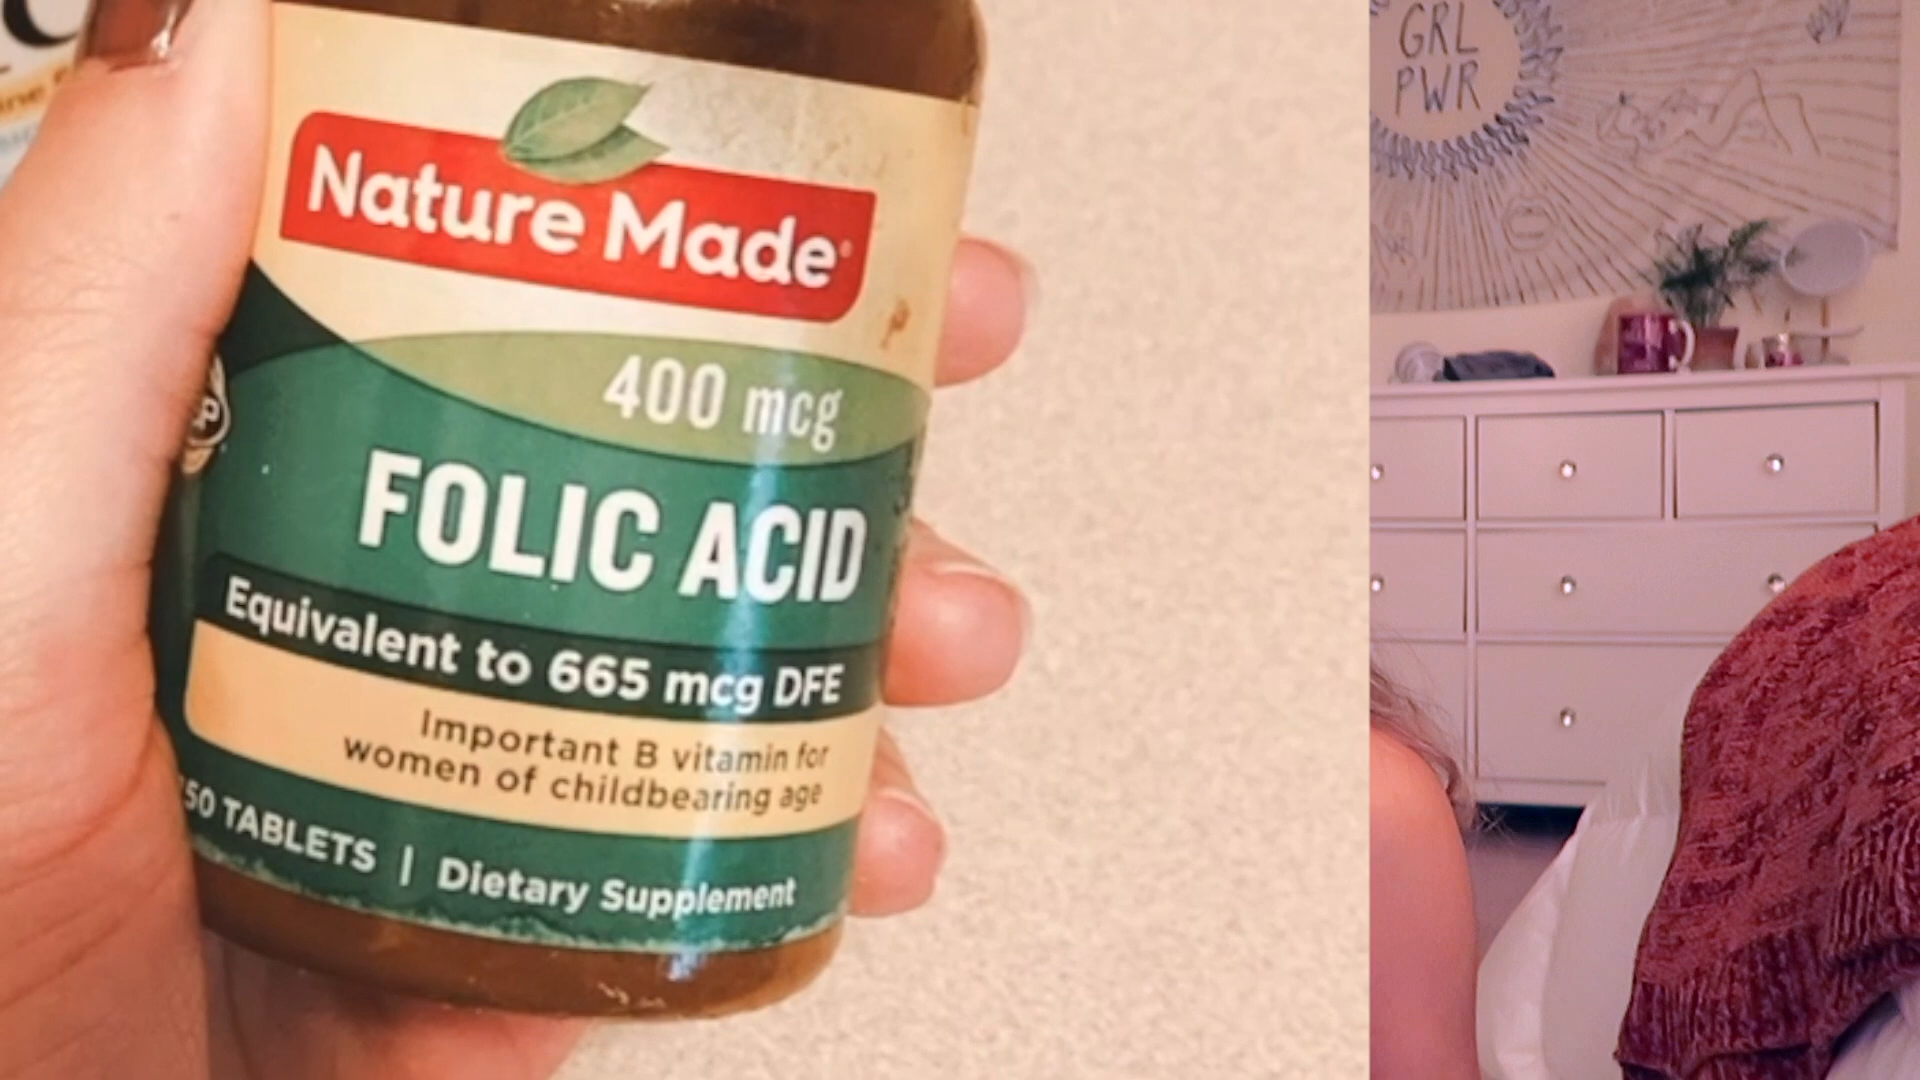 Nature Made
400 mcg
FOLIC ACID
Equivalent to 665 mcg DFE
Important B vitamin for
women of childbearing age
50 TABLETS | Dietary Supplement
GRL
PWR